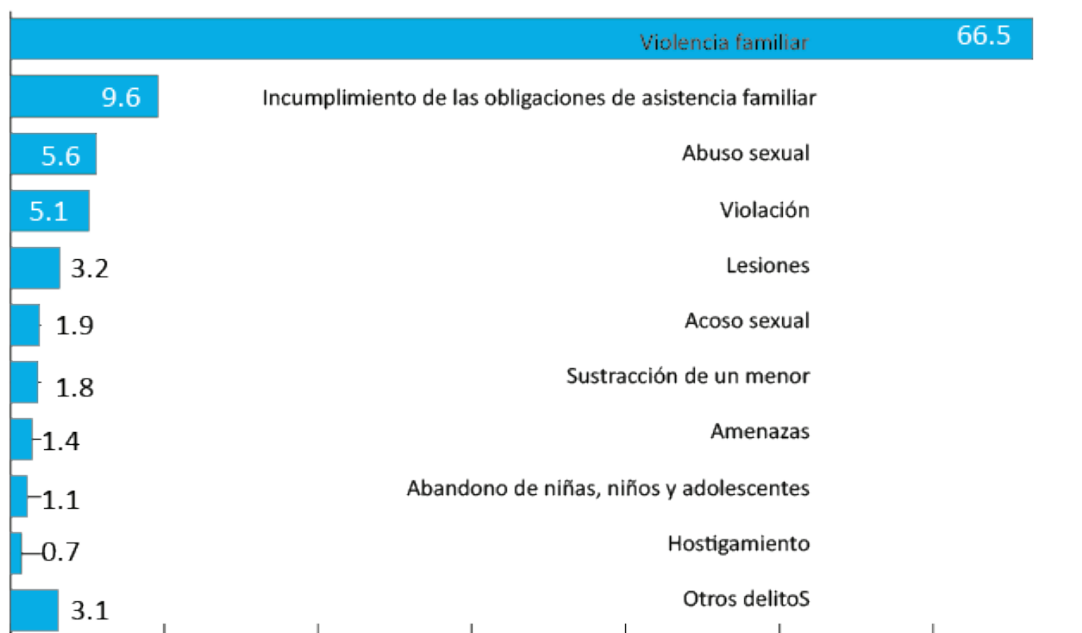 Violencia familiar 66.5
9.6 Incumplimiento de las obligaciones de asistencia familiar
5.6 Abuso sexual
5.1 Violación
3.2 Lesiones
1.9 Acoso sexual
1.8 Sustracción de un menor
1.4 Amenazas
1.1 Abandono de niñas, niños y adolescentes
0.7 Hostigamiento
3.1 Otros delitoS